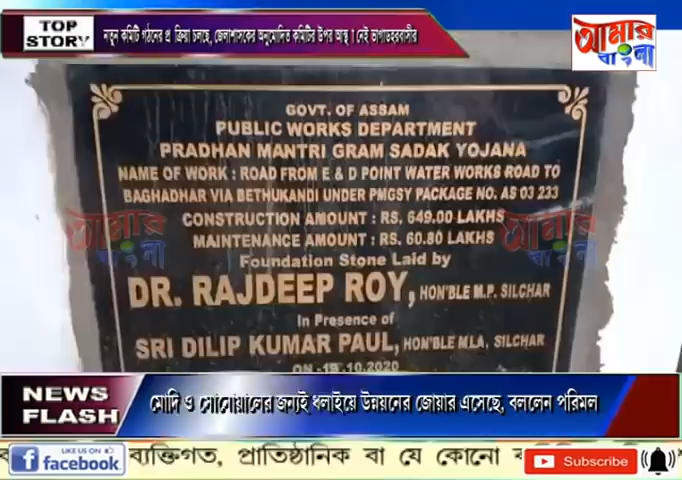 TOP STORY
নতুন কমিটি গঠনের প্র ক্রিয়া চলছে, জেলাশাসকের অনুমোদিত কমিটির উপর আস্থ া নেই ভাগাডহরবাসীর
আমার বাংলা
GOVT. OF ASSAM
PUBLIC WORKS DEPARTMENT
PRADHAN MANTRI GRAM SADAK YOJANA
NAME OF WORK : ROAD FROM E & D POINT WATER WORKS ROAD TO
BAGHADHAR VIA BETHUKANDI UNDER PMGSY PACKAGE NO. AS 03 233
আমার বাংলা
CONSTRUCTION AMOUNT : RS. 649.00 LAKHS
MAINTENANCE AMOUNT : RS. 60.80 LAKHS
আমার বাংলা
Foundation Stone Laid by
DR. RAJDEEP ROY, HON'BLE M.P. SILCHAR
In Presence of
SRI DILIP KUMAR PAUL, HON'BLE MLA, SILCHAR
ON - 19.10.2020
NEWS FLASH
মোদি ও সোনোয়ালের জন্যই ধলাইয়ে উন্নয়নের জোয়ার এসেছে, বললেন পরিমল
LIKE US ON facebook
ব্যক্তিগত, প্রাতিষ্ঠানিক বা যে কোনো
Subscribe